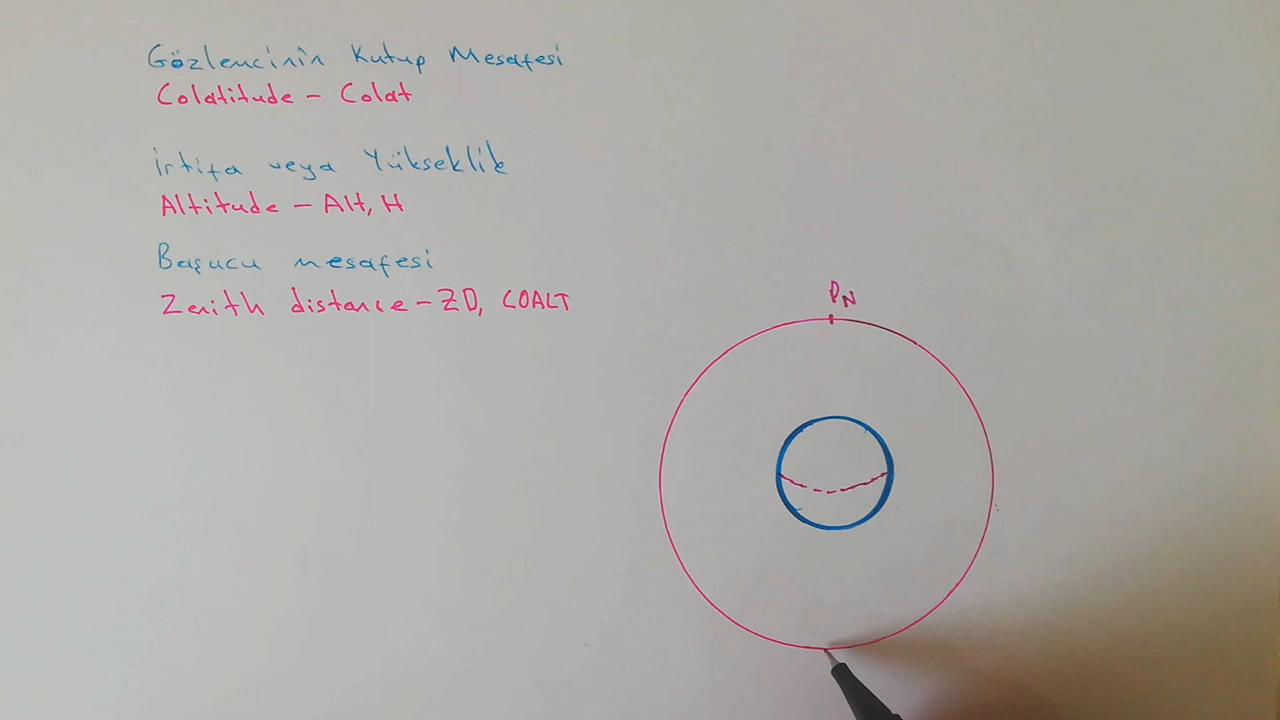 Gözlemcinin Kutup Mesafesi
Colatitude - Colat
İrtifa veya Yükseklik
Altitude - Alt, H
Başucu mesafesi
Zenith distance - ZD, COALT
PN